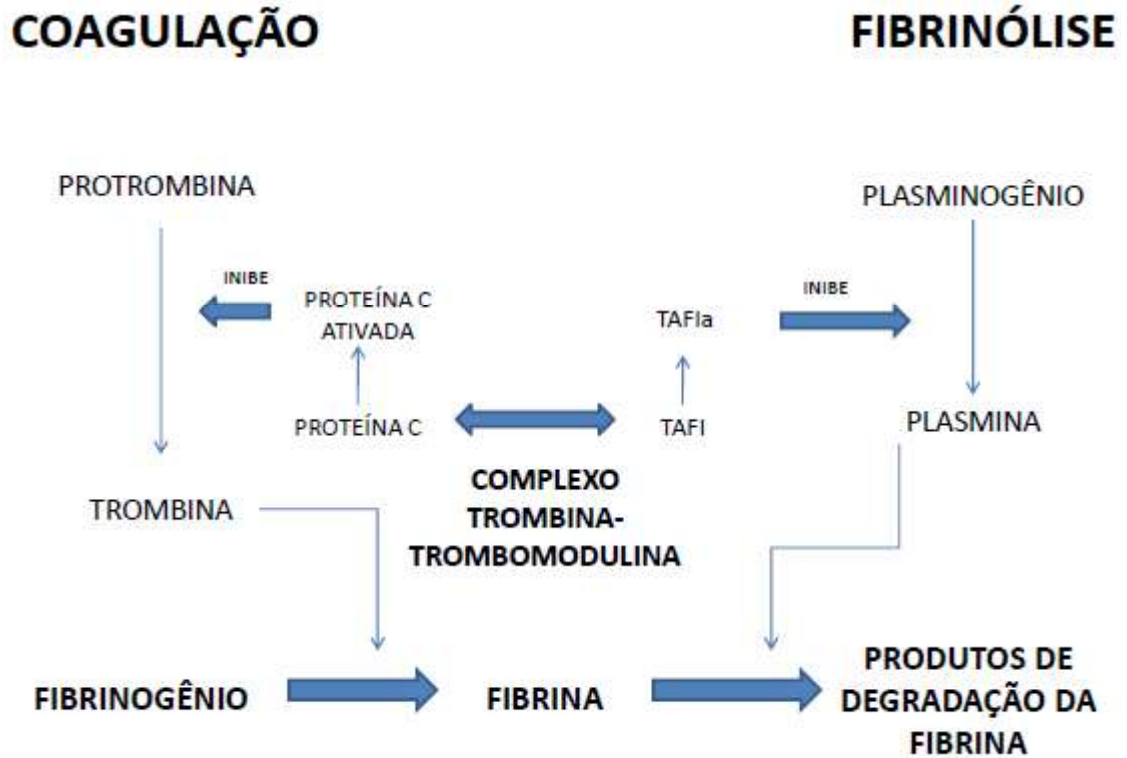 COAGULAÇÃO
FIBRINÓLISE
PROTROMBINA
PLASMINOGÊNIO
INIBE
INIBE
PROTEÍNA C
ATIVADA
TAFIa
PROTEÍNA C
TAFI
PLASMINA
COMPLEXO
TROMBINA-
TROMBOMODULINA
TROMBINA
FIBRINOGÊNIO
FIBRINA
PRODUTOS DE
DEGRADAÇÃO DA
FIBRINA